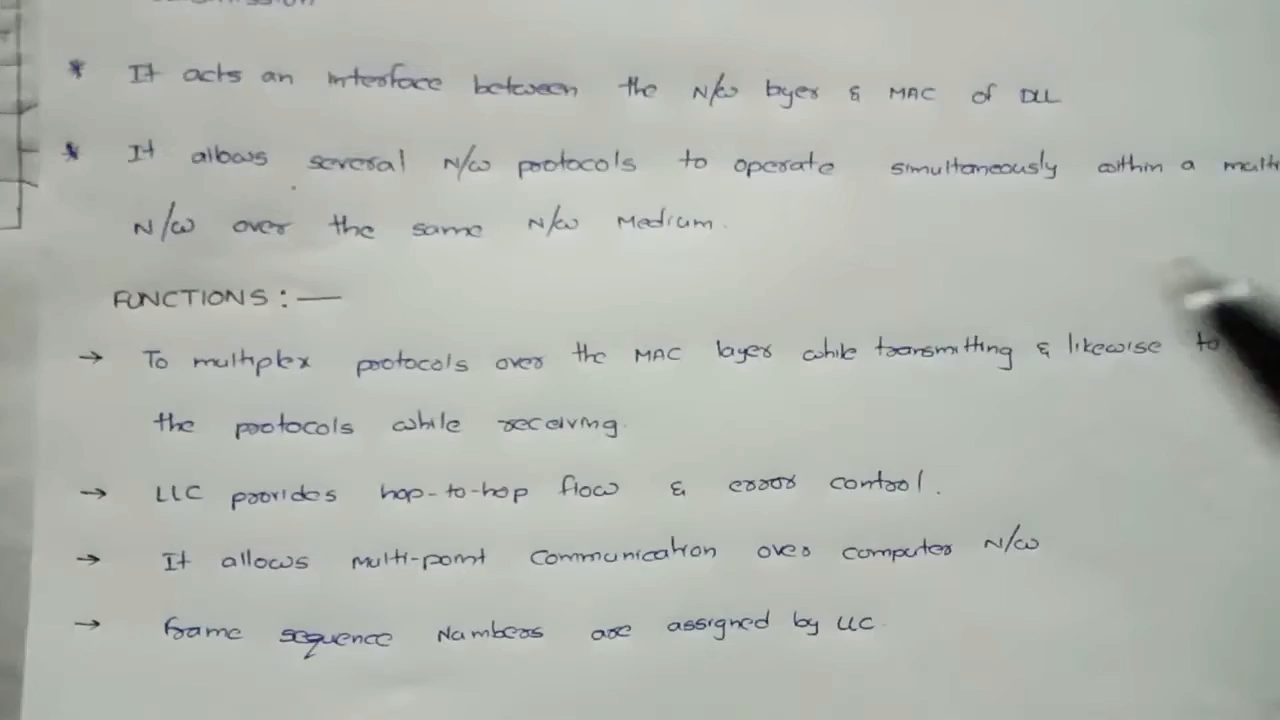 * It acts an interface between the N/W layer & MAC of DLL
* It allows several N/W protocols to operate simultaneously within a multi
N/W over the same N/W Medium.
FUNCTIONS : —
→ To multiplex protocols over the MAC layer while transmitting & likewise to
the protocols while receiving.
→ LLC provides hop-to-hop flow & error control.
→ It allows multi-point communication over computer N/W
→ frame sequence Numbers are assigned by LLC